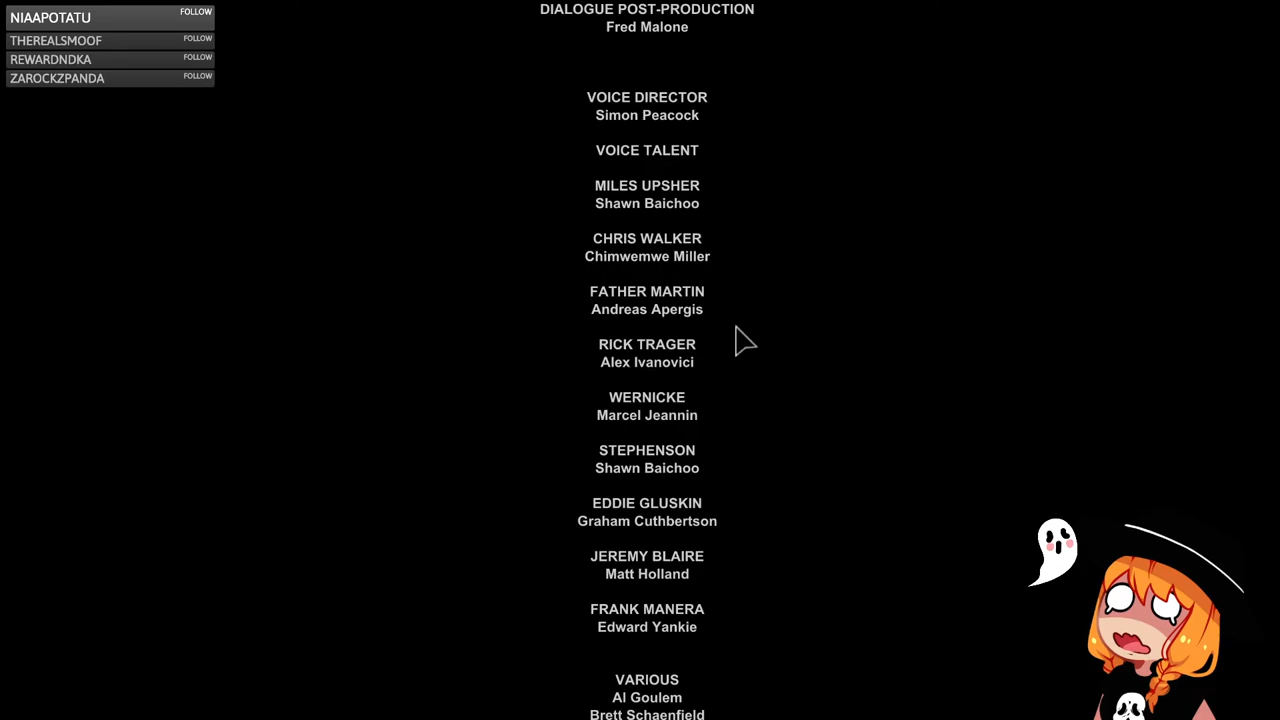 NIAAPOTATU FOLLOW
THEREALSMOOF FOLLOW
REWARDNDKA FOLLOW
ZAROCKZPANDA FOLLOW
DIALOGUE POST-PRODUCTION
Fred Malone
VOICE DIRECTOR
Simon Peacock
VOICE TALENT
MILES UPSHER
Shawn Baichoo
CHRIS WALKER
Chimwemwe Miller
FATHER MARTIN
Andreas Apergis
RICK TRAGER
Alex Ivanovici
WERNICKE
Marcel Jeannin
STEPHENSON
Shawn Baichoo
EDDIE GLUSKIN
Graham Cuthbertson
JEREMY BLAIRE
Matt Holland
FRANK MANERA
Edward Yankie
VARIOUS
Al Goulem
Brett Schaenfield